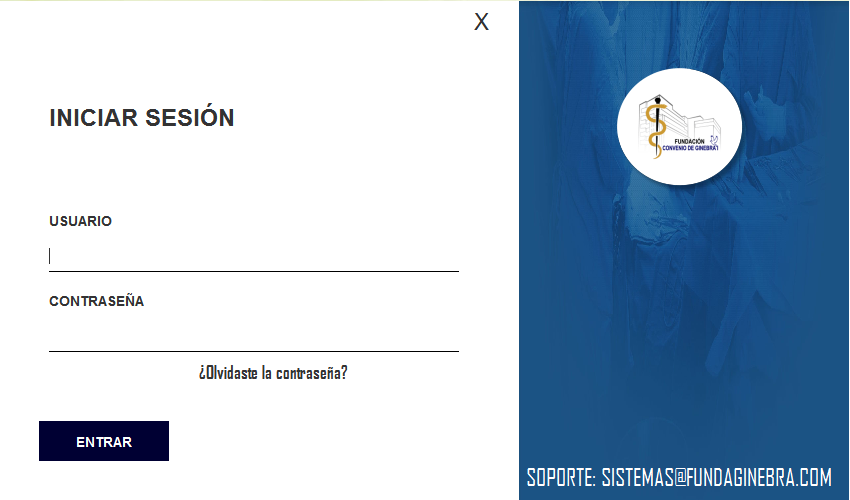 X
INICIAR SESIÓN
USUARIO
CONTRASEÑA
¿Olvidaste la contraseña?
ENTRAR
FUNDACIÓN
CONVENIO DE GINEBRA
SOPORTE: SISTEMAS@FUNDAGINEBRA.COM